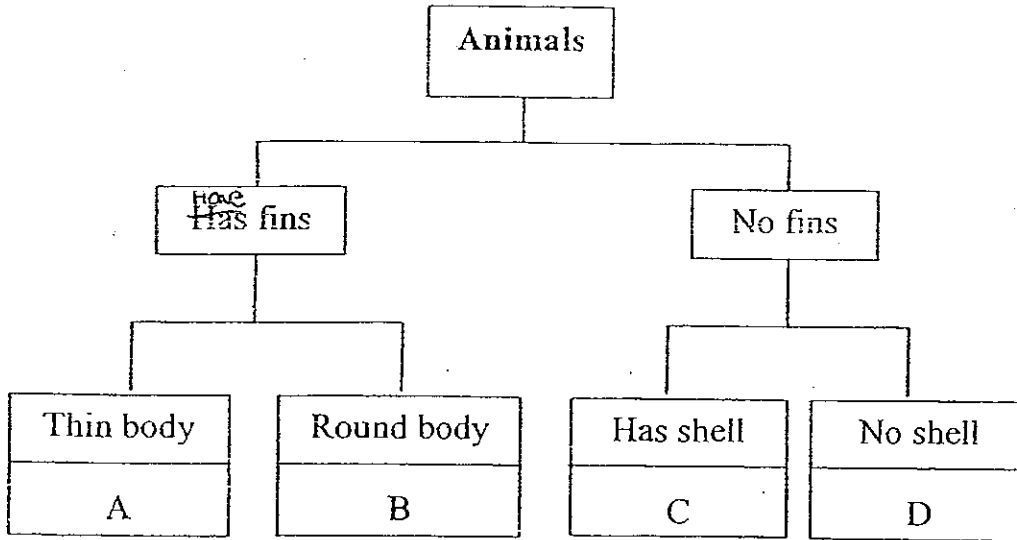 Animals
Have
Has fins
No fins
Thin body
Round body
Has shell
No shell
A
B
C
D